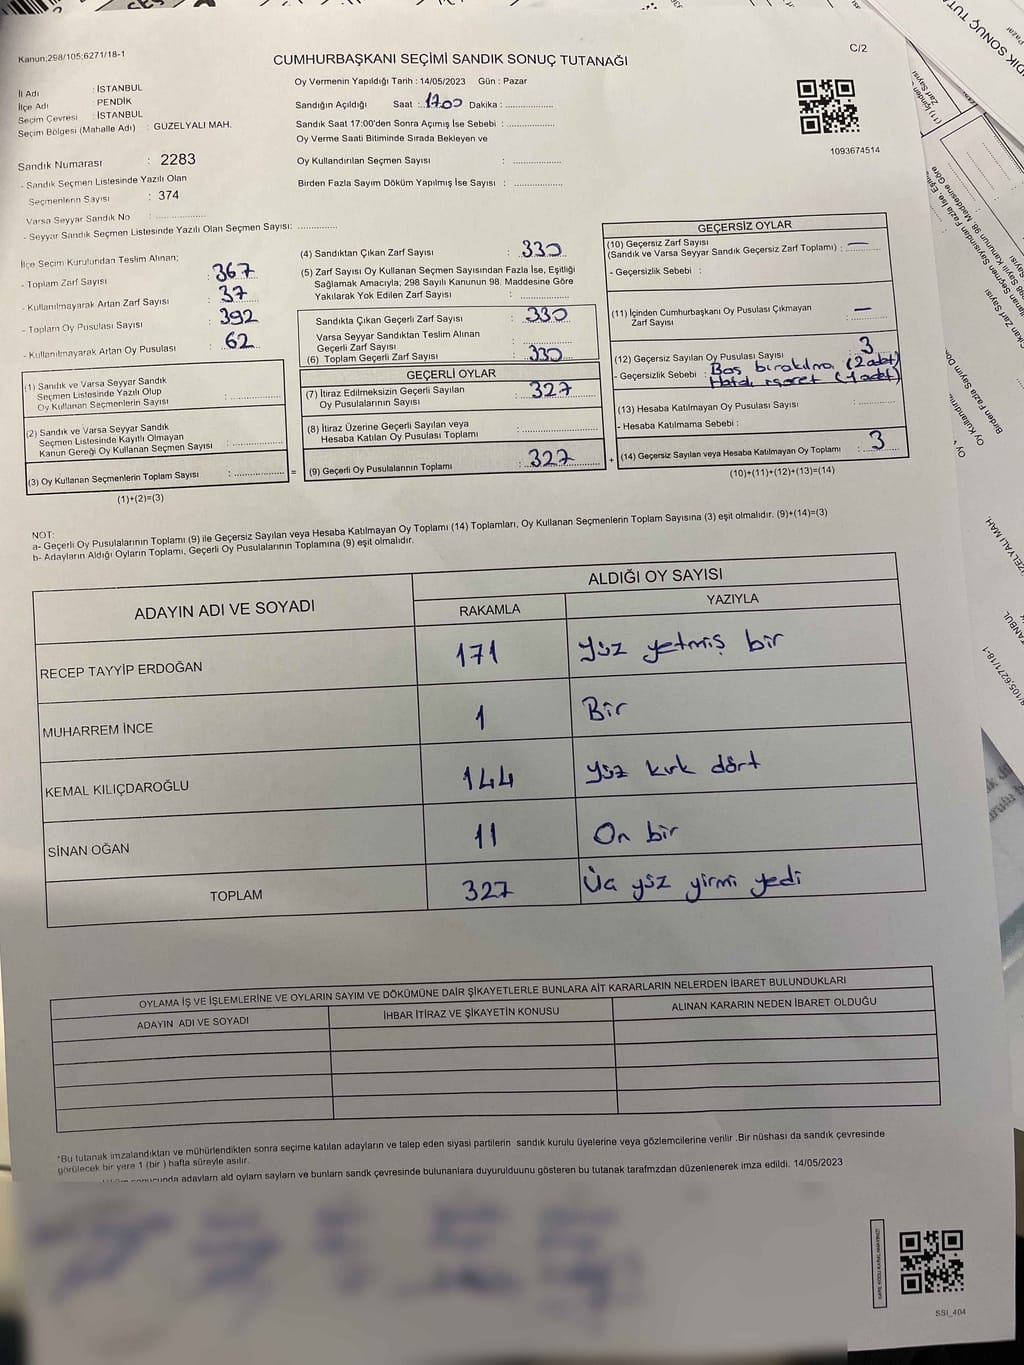 Kanun:298/105;6271/18-1
C/2
CUMHURBAŞKANI SEÇİMİ SANDIK SONUÇ TUTANAĞI
Oy Vermenin Yapıldığı Tarih : 14/05/2023 Gün : Pazar
İl Adı : İSTANBUL
İlçe Adı : PENDİK
Seçim Çevresi : İSTANBUL
Seçim Bölgesi (Mahalle Adı) : GÜZELYALI MAH.
Sandığın Açıldığı Saat : 17.00 Dakika : ..................
Sandık Saat 17:00'den Sonra Açımış İse Sebebi : ..................
Oy Verme Saati Bitiminde Sırada Bekleyen ve
Oy Kullandırılan Seçmen Sayısı : ..................
Birden Fazla Sayım Döküm Yapılmış İse Sayısı : ..................
1093674514
Sandık Numarası : 2283
- Sandık Seçmen Listesinde Yazılı Olan
Seçmenlerin Sayısı : 374
Varsa Seyyar Sandık No : ..................
- Seyyar Sandık Seçmen Listesinde Yazılı Olan Seçmen Sayısı: ..............
İlçe Seçim Kurulundan Teslim Alınan;
- Toplam Zarf Sayısı : 367
- Kullanılmayarak Artan Zarf Sayısı : 37
- Toplam Oy Pusulası Sayısı : 392
- Kullanılmayarak Artan Oy Pusulası : 62
(1) Sandık ve Varsa Seyyar Sandık
Seçmen Listesinde Yazılı Olup
Oy Kullanan Seçmenlerin Sayısı : ..................
(2) Sandık ve Varsa Seyyar Sandık
Seçmen Listesinde Kayıtlı Olmayan
Kanun Gereği Oy Kullanan Seçmen Sayısı : ..................
(3) Oy Kullanan Seçmenlerin Toplam Sayısı : ..................
(1)+(2)=(3)
=
(4) Sandıktan Çıkan Zarf Sayısı : 330
(5) Zarf Sayısı Oy Kullanan Seçmen Sayısından Fazla İse, Eşitliği
Sağlamak Amacıyla; 298 Sayılı Kanunun 98. Maddesine Göre
Yakılarak Yok Edilen Zarf Sayısı : ..................
Sandıkta Çıkan Geçerli Zarf Sayısı : 330
Varsa Seyyar Sandıktan Teslim Alınan
Geçerli Zarf Sayısı : ..................
(6) Toplam Geçerli Zarf Sayısı : 330
GEÇERLİ OYLAR
(7) İtiraz Edilmeksizin Geçerli Sayılan
Oy Pusulalarının Sayısı : 327
(8) İtiraz Üzerine Geçerli Sayılan veya
Hesaba Katılan Oy Pusulası Toplamı : ..................
(9) Geçerli Oy Pusulalarının Toplamı : 327
+
GEÇERSİZ OYLAR
(10) Geçersiz Zarf Sayısı
(Sandık ve Varsa Seyyar Sandık Geçersiz Zarf Toplamı) : —
- Geçersizlik Sebebi :
(11) İçinden Cumhurbaşkanı Oy Pusulası Çıkmayan
Zarf Sayısı : —
(12) Geçersiz Sayılan Oy Pusulası Sayısı : 3
- Geçersizlik Sebebi : Boş bırakılma (2 adet)
Hatalı işaret (1 adet)
(13) Hesaba Katılmayan Oy Pusulası Sayısı : ..................
- Hesaba Katılmama Sebebi :
(14) Geçersiz Sayılan veya Hesaba Katılmayan Oy Toplamı : 3
(10)+(11)+(12)+(13)=(14)
NOT:
a- Geçerli Oy Pusulalarının Toplamı (9) ile Geçersiz Sayılan veya Hesaba Katılmayan Oy Toplamı (14) Toplamları, Oy Kullanan Seçmenlerin Toplam Sayısına (3) eşit olmalıdır. (9)+(14)=(3)
b- Adayların Aldığı Oyların Toplamı, Geçerli Oy Pusulalarının Toplamına (9) eşit olmalıdır.
ADAYIN ADI VE SOYADI
ALDIĞI OY SAYISI
RAKAMLA YAZIYLA
RECEP TAYYİP ERDOĞAN 171 Yüz yetmiş bir
MUHARREM İNCE 1 Bir
KEMAL KILIÇDAROĞLU 144 Yüz kırk dört
SİNAN OĞAN 11 On bir
TOPLAM 327 Üç yüz yirmi yedi
OYLAMA İŞ VE İŞLEMLERİNE VE OYLARIN SAYIM VE DÖKÜMÜNE DAİR ŞİKAYETLERLE BUNLARA AİT KARARLARIN NELERDEN İBARET BULUNDUKLARI
ADAYIN ADI VE SOYADI İHBAR İTİRAZ VE ŞİKAYETİN KONUSU ALINAN KARARIN NEDEN İBARET OLDUĞU
*Bu tutanak imzalandıktan ve mühürlendikten sonra seçime katılan adayların ve talep eden siyasi partilerin sandık kurulu üyelerine veya gözlemcilerine verilir .Bir nüshası da sandık çevresinde
görülecek bir yere 1 (bir ) hafta süreyle asılır.
adayların ald oyların saylam ve bunların sandk çevresinde bulunanlara duyurulduunu gösteren bu tutanak tarafmzdan düzenlenerek imza edildi. 14/05/2023
SSI_404